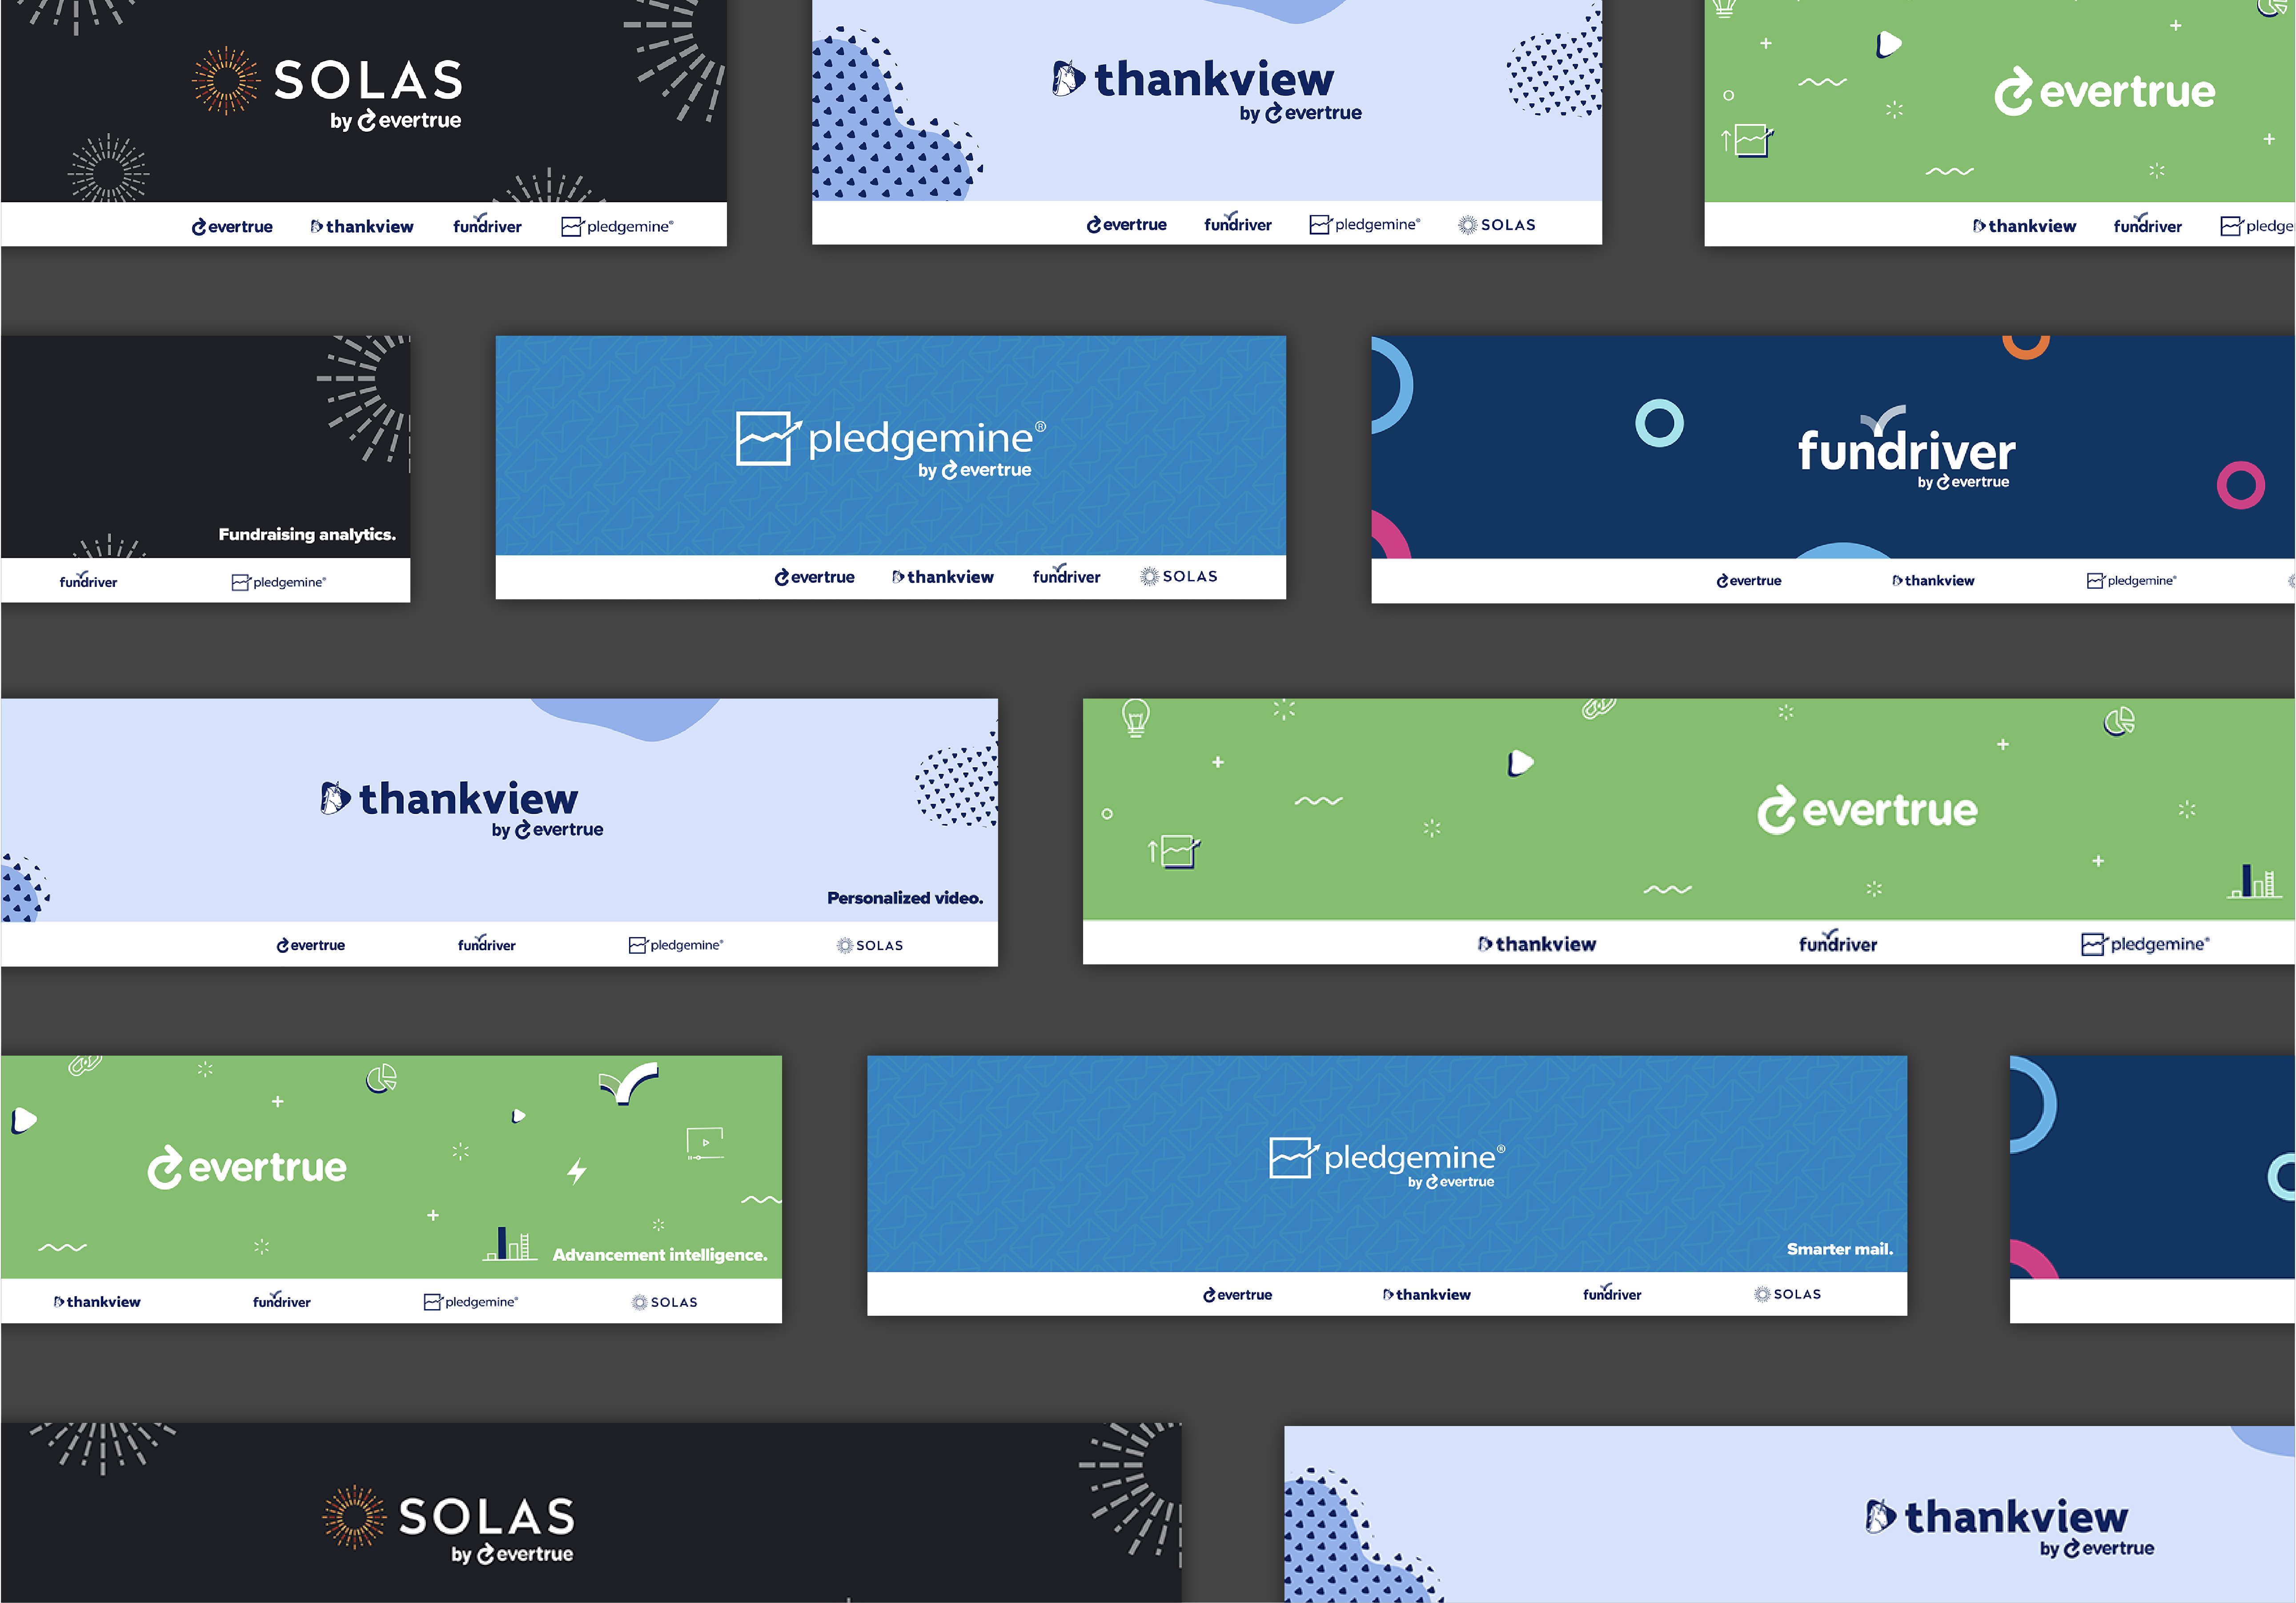 SOLAS
by evertrue
evertrue thankview fundriver pledgemine®
thankview
by evertrue
evertrue fundriver pledgemine® SOLAS
evertrue
thankview fundriver pledge
Fundraising analytics.
fundriver pledgemine®
pledgemine®
by evertrue
evertrue thankview fundriver SOLAS
fundriver
by evertrue
evertrue thankview pledgemine®
thankview
by evertrue
Personalized video.
evertrue fundriver pledgemine® SOLAS
evertrue
thankview fundriver pledgemine®
evertrue
Advancement intelligence.
thankview fundriver pledgemine® SOLAS
pledgemine®
by evertrue
Smarter mail.
evertrue thankview fundriver SOLAS
SOLAS
by evertrue
thankview
by evertrue